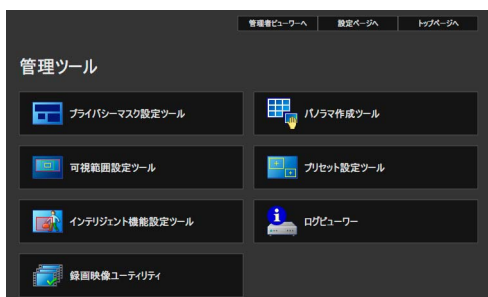 管理者ビューワーへ 設定ページへ トップページへ
管理ツール
プライバシーマスク設定ツール
パノラマ作成ツール
可視範囲設定ツール
プリセット設定ツール
インテリジェント機能設定ツール
ログビューワー
録画映像ユーティリティ